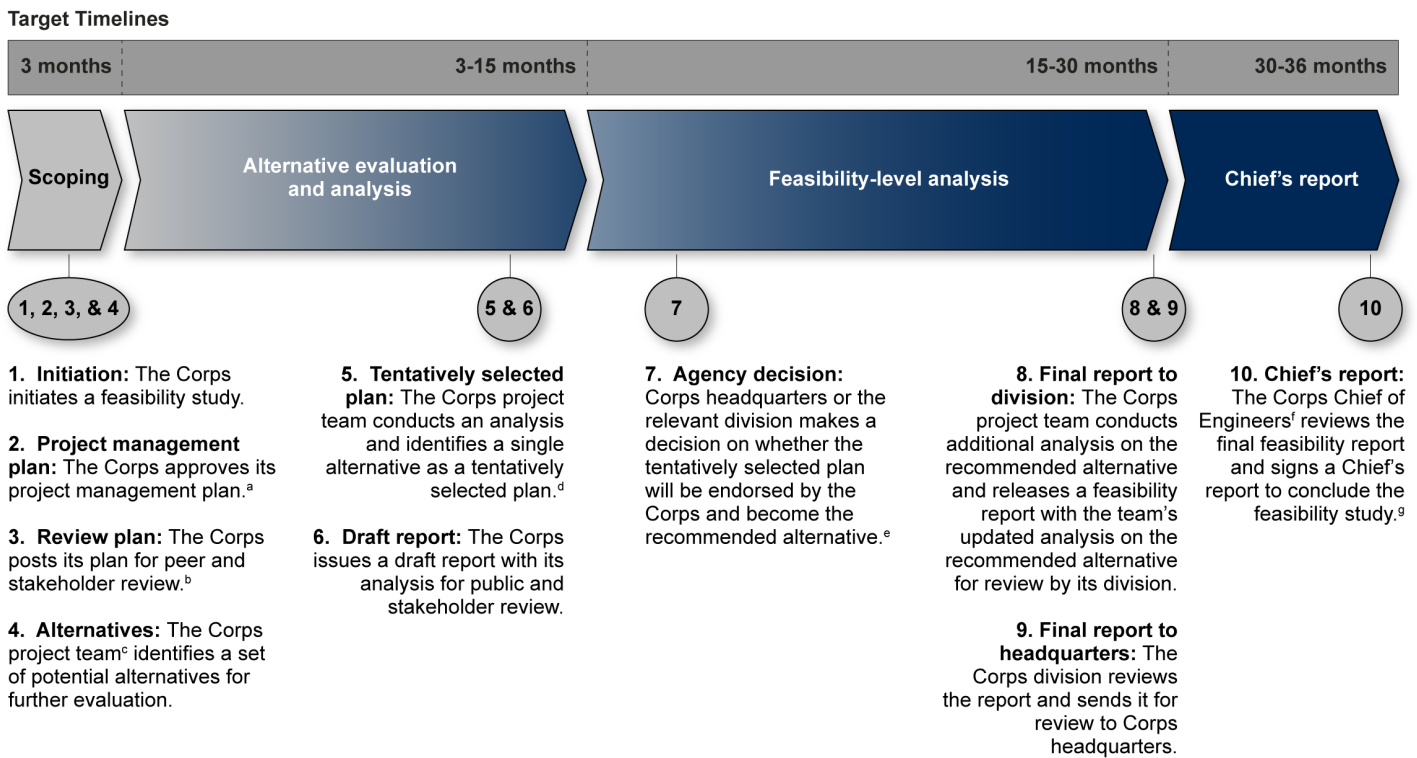 Target Timelines
3 months
3-15 months
15-30 months
30-36 months
Scoping
Alternative evaluation
and analysis
Feasibility-level analysis
Chief’s report
1, 2, 3, & 4
5 & 6
7
8 & 9
10
1. Initiation: The Corps
initiates a feasibility study.
2. Project management
plan: The Corps approves its
project management plan.ᵃ
3. Review plan: The Corps
posts its plan for peer and
stakeholder review.ᵇ
4. Alternatives: The Corps
project teamᶜ identifies a set
of potential alternatives for
further evaluation.
5. Tentatively selected
plan: The Corps project
team conducts an analysis
and identifies a single
alternative as a tentatively
selected plan.ᵈ
6. Draft report: The Corps
issues a draft report with its
analysis for public and
stakeholder review.
7. Agency decision:
Corps headquarters or the
relevant division makes a
decision on whether the
tentatively selected plan
will be endorsed by the
Corps and become the
recommended alternative.ᵉ
8. Final report to
division: The Corps
project team conducts
additional analysis on the
recommended alternative
and releases a feasibility
report with the team’s
updated analysis on the
recommended alternative
for review by its division.
9. Final report to
headquarters: The
Corps division reviews
the report and sends it for
review to Corps
headquarters.
10. Chief’s report:
The Corps Chief of
Engineersᶠ reviews the
final feasibility report
and signs a Chief’s
report to conclude the
feasibility study.ᵍ